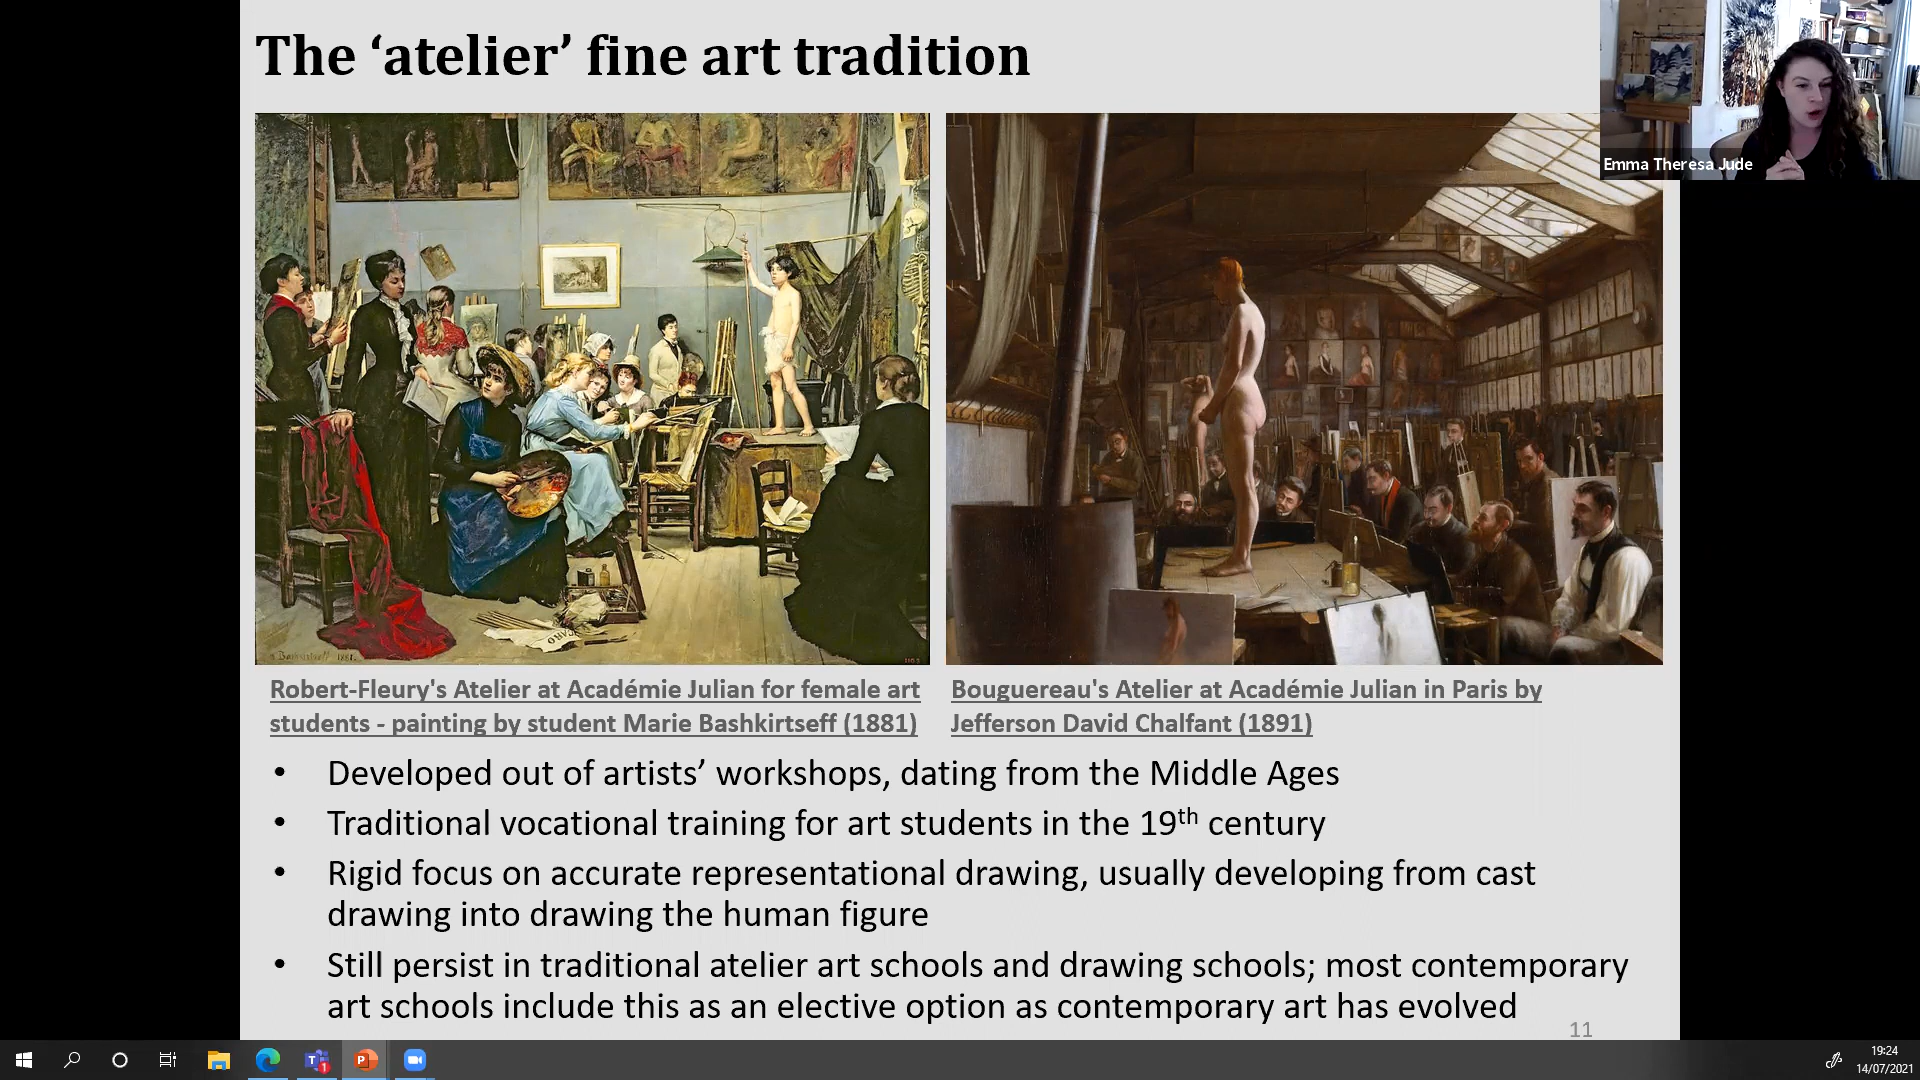 The ‘atelier’ fine art tradition
Emma Theresa Jude
Robert-Fleury's Atelier at Académie Julian for female art
students - painting by student Marie Bashkirtseff (1881)
Bouguereau's Atelier at Académie Julian in Paris by
Jefferson David Chalfant (1891)
• Developed out of artists’ workshops, dating from the Middle Ages
• Traditional vocational training for art students in the 19th century
• Rigid focus on accurate representational drawing, usually developing from cast
drawing into drawing the human figure
• Still persist in traditional atelier art schools and drawing schools; most contemporary
art schools include this as an elective option as contemporary art has evolved
11
19:24
14/07/2021